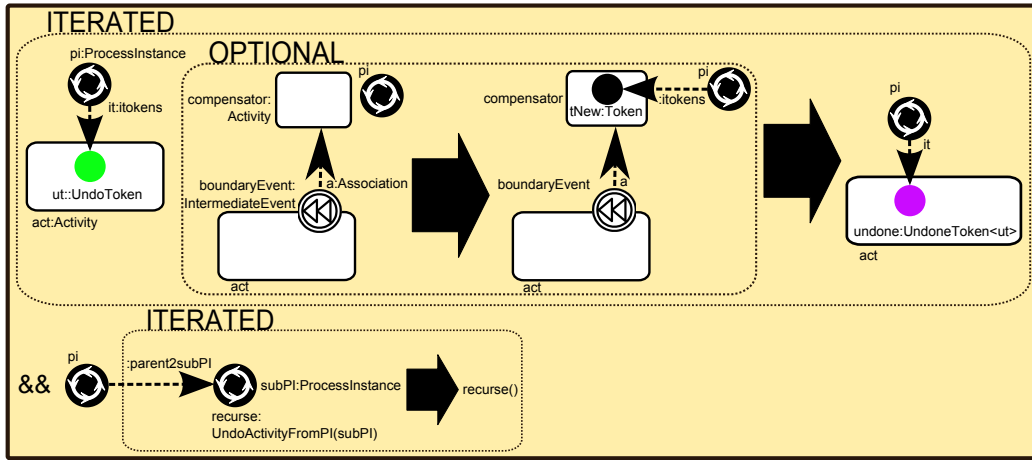 ITERATED
OPTIONAL
pi:ProcessInstance
it:itokens
ut::UndoToken
act:Activity
compensator:
Activity
pi
boundaryEvent:
IntermediateEvent
a:Association
act
compensator
tNew:Token
:itokens
pi
boundaryEvent
a
act
pi
it
undone:UndoneToken<ut>
act
ITERATED
&&
pi
:parent2subPI
subPI:ProcessInstance
recurse:
UndoActivityFromPI(subPI)
recurse()